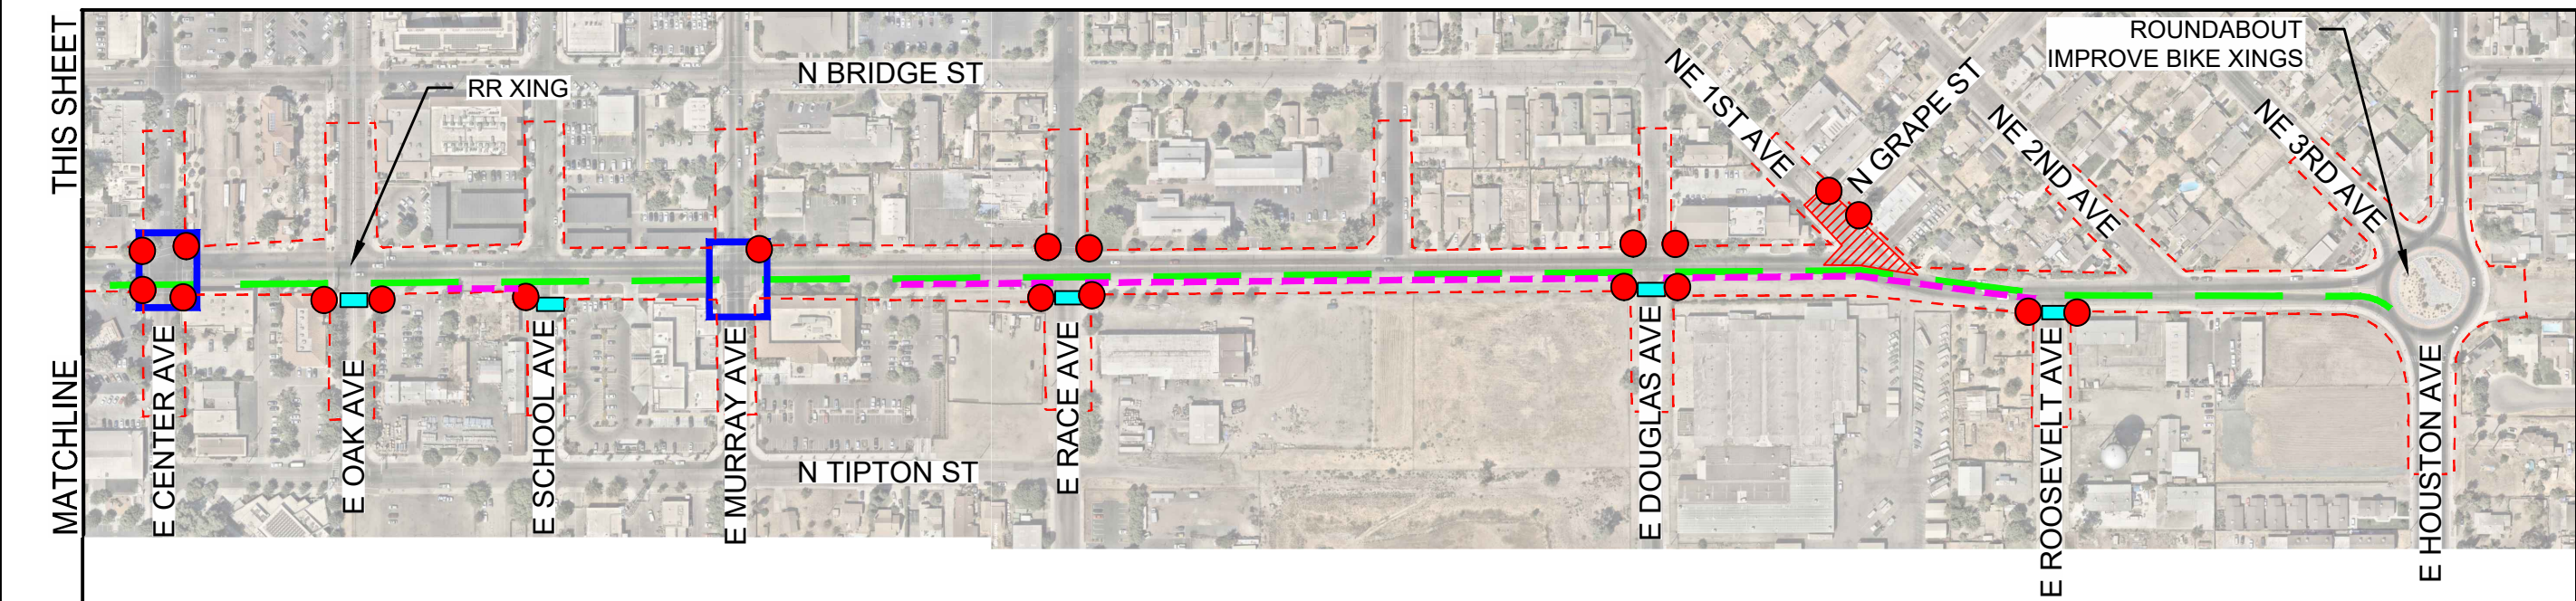 THIS SHEET
MATCHLINE
RR XING
N BRIDGE ST
NE 1ST AVE
N GRAPE ST
NE 2ND AVE
NE 3RD AVE
ROUNDABOUT
IMPROVE BIKE XINGS
E CENTER AVE
E OAK AVE
E SCHOOL AVE
E MURRAY AVE
N TIPTON ST
E RACE AVE
E DOUGLAS AVE
E ROOSEVELT AVE
E HOUSTON AVE